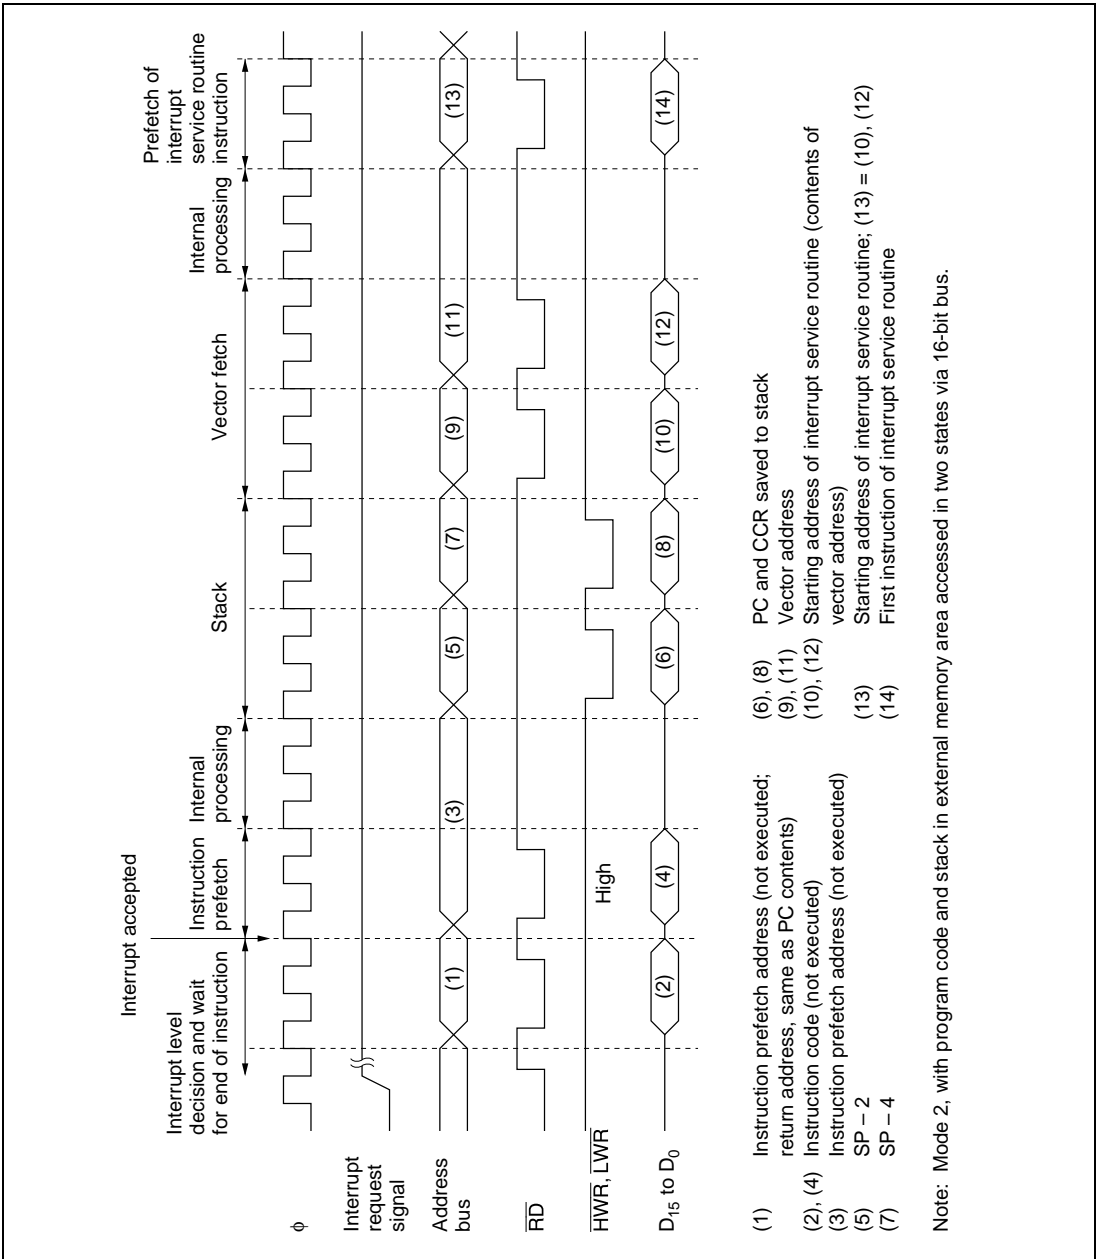 Interrupt accepted
Interrupt level
decision and wait
for end of instruction
Instruction
prefetch
Internal
processing
Stack
Vector fetch
Internal
processing
Prefetch of
interrupt
service routine
instruction
φ
Interrupt
request
signal
Address
bus
(1)
(3)
(5)
(7)
(9)
(11)
(13)
RD
HWR, LWR
High
D15 to D0
(2)
(4)
(6)
(8)
(10)
(12)
(14)
(1) Instruction prefetch address (not executed;
return address, same as PC contents)
(2), (4) Instruction code (not executed)
(3) Instruction prefetch address (not executed)
(5) SP – 2
(7) SP – 4
(6), (8) PC and CCR saved to stack
(9), (11) Vector address
(10), (12) Starting address of interrupt service routine (contents of
vector address)
(13) Starting address of interrupt service routine; (13) = (10), (12)
(14) First instruction of interrupt service routine
Note: Mode 2, with program code and stack in external memory area accessed in two states via 16-bit bus.